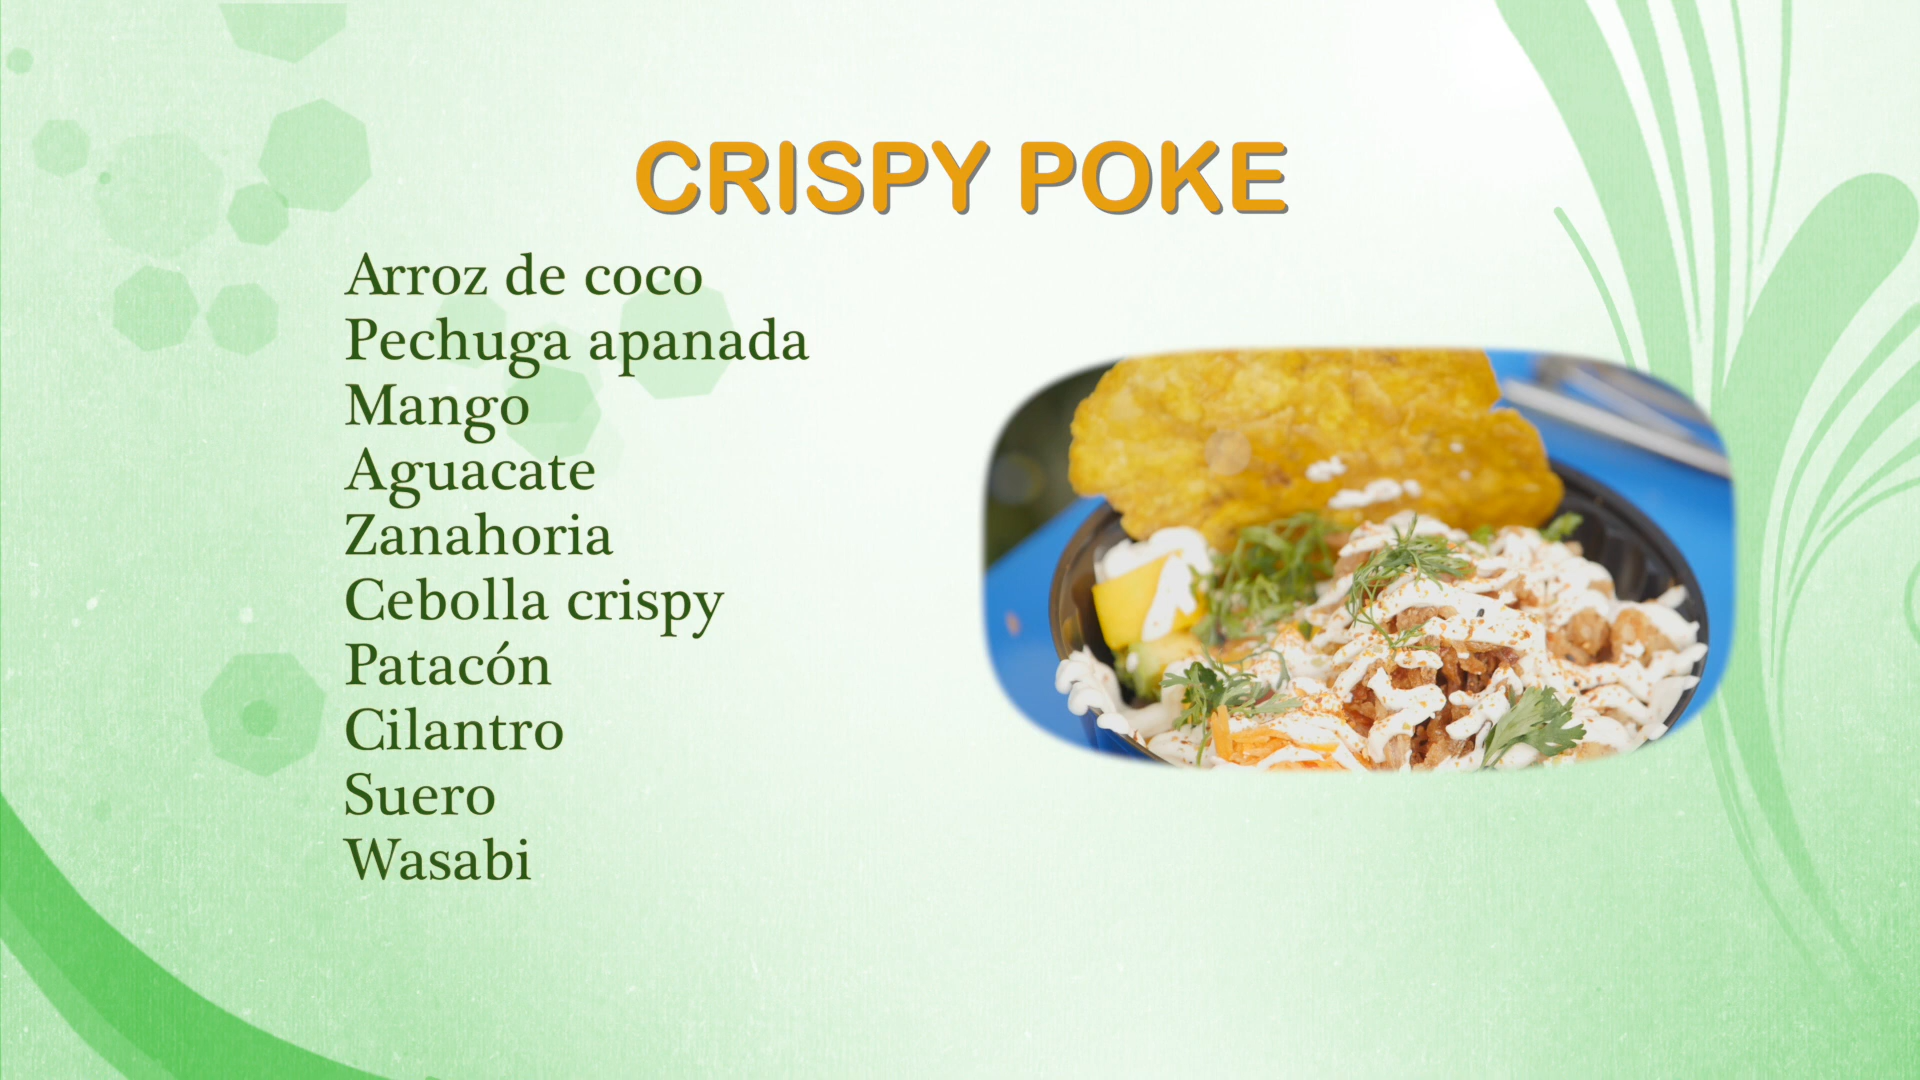 CRISPY POKE
Arroz de coco
Pechuga apanada
Mango
Aguacate
Zanahoria
Cebolla crispy
Patacón
Cilantro
Suero
Wasabi